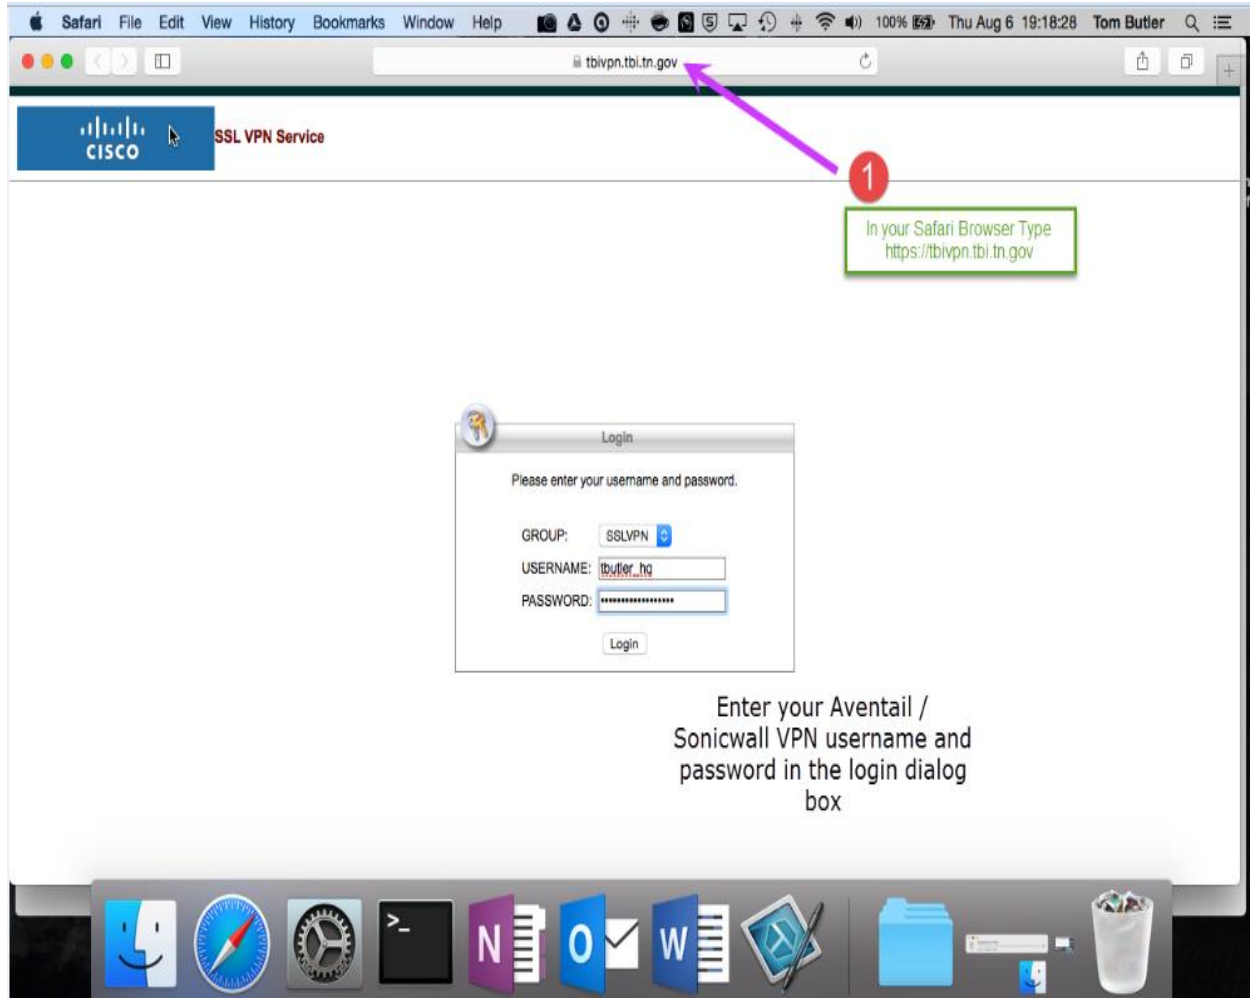 Safari File Edit View History Bookmarks Window Help 100% Thu Aug 6 19:18:28 Tom Butler
tbivpn.tbi.tn.gov
CISCO
SSL VPN Service
1
In your Safari Browser Type
https://tbivpn.tbi.tn.gov
Login
Please enter your username and password.
GROUP: SSLVPN
USERNAME: tbutler_hq
PASSWORD: ••••••••••••••••••
Login
Enter your Aventail /
Sonicwall VPN username and
password in the login dialog
box
>_ N O W